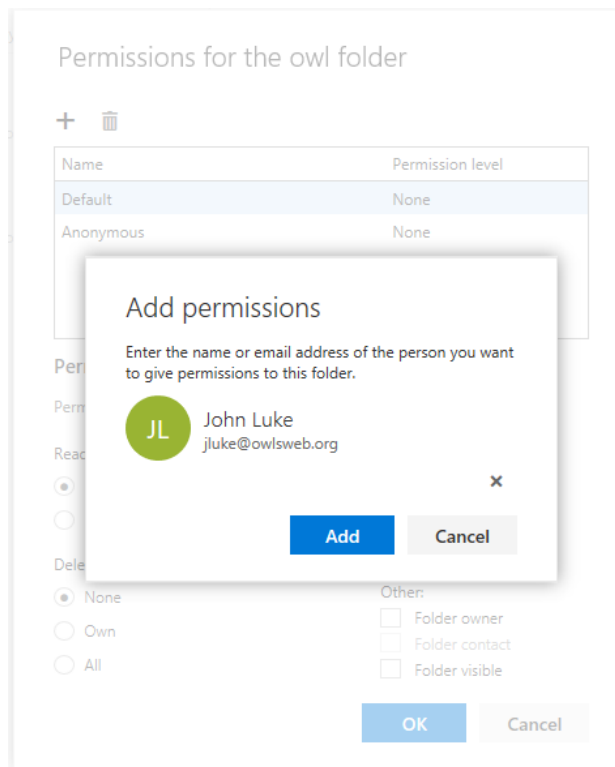 Permissions for the owl folder
Name Permission level
Default None
Anonymous None
Add permissions
Enter the name or email address of the person you want
to give permissions to this folder.
JL
John Luke
jluke@owlsweb.org
Add Cancel
None
Own
All
Other:
Folder owner
Folder contact
Folder visible
OK Cancel